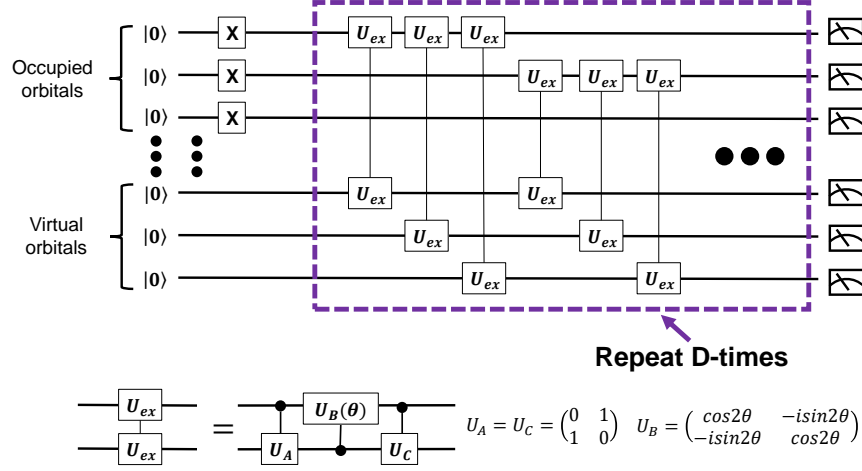 |0⟩ X U_ex U_ex U_ex
Occupied orbitals
|0⟩ X U_ex U_ex U_ex
|0⟩ X
|0⟩ U_ex U_ex
Virtual orbitals
|0⟩ U_ex U_ex
|0⟩ U_ex U_ex
Repeat D-times
U_ex U_B(θ)
U_ex = U_A U_C U_A = U_C = (0 1
1 0) U_B = (cos2θ −isin2θ
−isin2θ cos2θ)